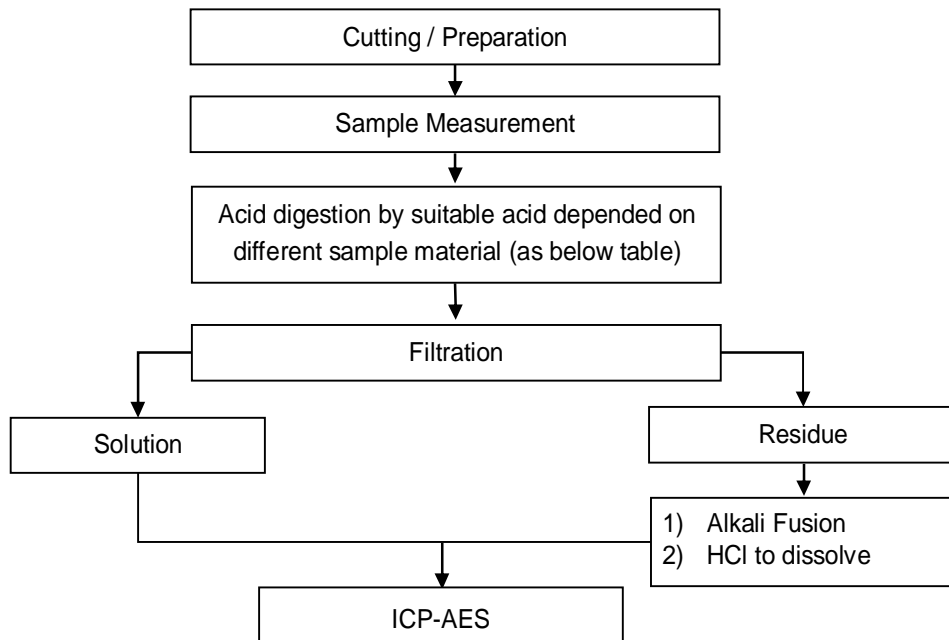 Cutting / Preparation
Sample Measurement
Acid digestion by suitable acid depended on
different sample material (as below table)
Filtration
Solution
Residue
1) Alkali Fusion
2) HCl to dissolve
ICP-AES